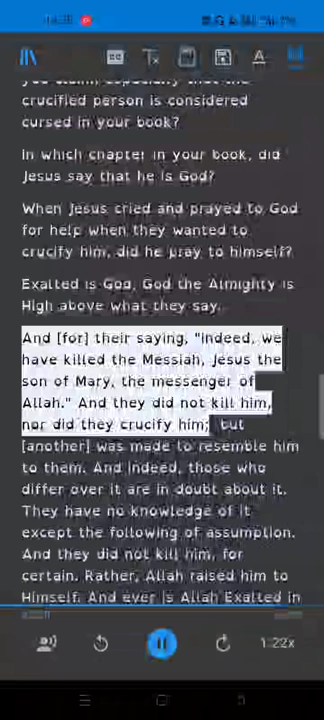 crucified person is considered
cursed in your book?
In which chapter in your book, did
Jesus say that he is God?
When Jesus cried and prayed to God
for help when they wanted to
crucify him, did he pray to himself?
Exalted is God, God the Almighty is
High above what they say.
And [for] their saying, "Indeed, we
have killed the Messiah, Jesus the
son of Mary, the messenger of
Allah." And they did not kill him,
nor did they crucify him; but
[another] was made to resemble him
to them. And indeed, those who
differ over it are in doubt about it.
They have no knowledge of it
except the following of assumption.
And they did not kill him, for
certain. Rather, Allah raised him to
Himself. And ever is Allah Exalted in
1.22x